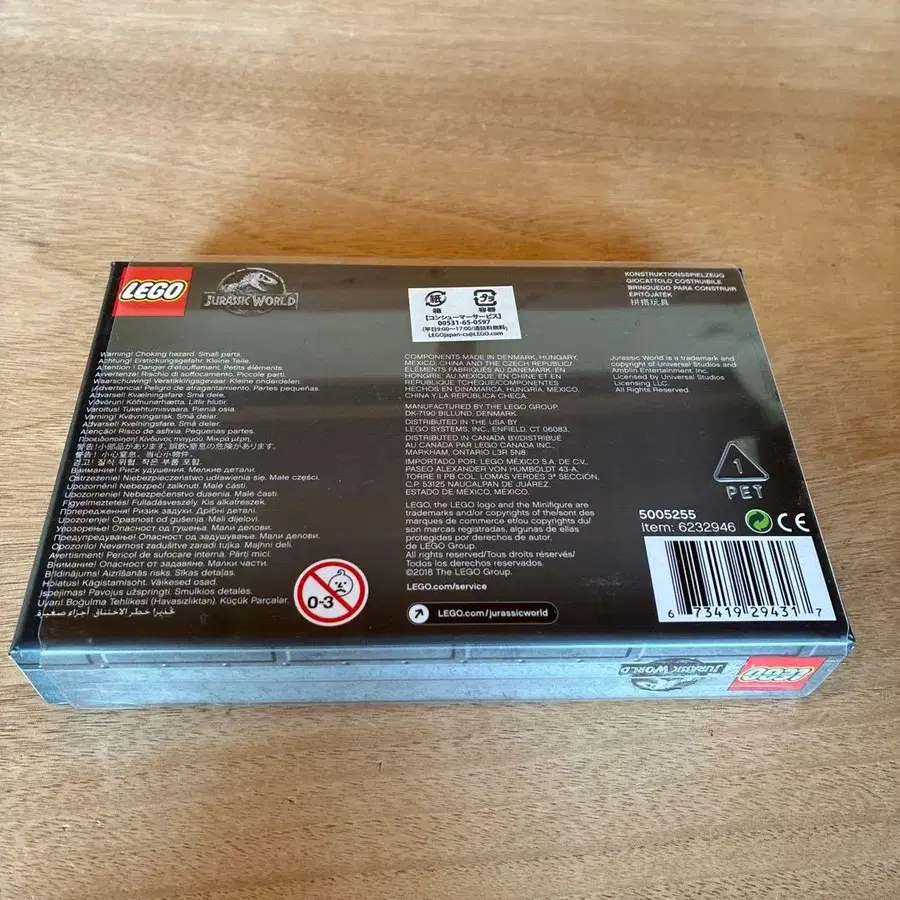 LEGO
JURASSIC WORLD
紙
箱
容器
【コンシューマーサービス】
00531-65-0597
(平日9:00〜17:00/通話料無料)
LEGOjapan-cs@LEGO.com
KONSTRUKTIONSSPIELZEUG
GIOCATTOLO COSTRUIBILE
BRINQUEDO PARA CONSTRUIR
ÉPÍTŐJÁTÉK
拼搭玩具
Warning! Choking hazard. Small parts.
Achtung! Erstickungsgefahr. Kleine Teile.
Attention ! Danger d'étouffement. Petits éléments.
Avvertenza! Rischio di soffocamento. Piccole parti.
Waarschuwing! Verstikkingsgevaar. Kleine onderdelen.
¡Advertencia! Peligro de atragantamiento. Partes pequeñas.
Advarsel! Kvælningsfare. Små dele.
Vövörun! Köfnunarhætta. Litlir hlutir.
Varoitus! Tukehtumisvaara. Pieniä osia.
Varning! Kvävningsrisk. Små delar.
Advarsel! Kvelningsfare. Små deler.
Atenção! Risco de asfixia. Pequenas partes.
Προειδοποίηση! Κίνδυνος πνιγμού. Μικρά μέρη.
警告！小部品があります。誤飲・窒息の危険があります。
警告！小心窒息。当心小物件。
경고! 질식 위험. 작은 부품 포함.
Внимание! Риск удушения. Мелкие детали.
Ostrzeżenie! Niebezpieczeństwo udławienia się. Małe części.
Upozornění! Nebezpečí zalknutí. Malé části.
Upozornenie! Nebezpečenstvo dusenia. Malé časti.
Figyelmeztetés! Fulladásveszély. Kis alkatrészek.
Попередження! Ризик задухи. Дрібні деталі.
Upozorenje! Opasnost od gušenja. Mali dijelovi.
Упозорење! Опасност од гушења. Мали делови.
Предупредување! Опасност од задушување. Мали делови.
Opozorilo! Nevarnost zadušitve zaradi tujka. Majhni deli.
Avertisment! Pericol de sufocare internă. Părţi mici.
Внимание! Опасност от задавяне. Малки части.
Brīdinājums! Aizrīšanās risks. Sīkas detaļas.
Hoiatus! Kägistamisoht. Väikesed osad.
Įspėjimas! Pavojus užspringti. Smulkios detalės.
Uyarı! Boğulma Tehlikesi (Havasızlıktan). Küçük Parçalar.
تحذير! خطر الاختناق أجزاء صغيرة
0-3
COMPONENTS MADE IN DENMARK, HUNGARY,
MEXICO, CHINA AND THE CZECH REPUBLIC/
ÉLÉMENTS FABRIQUÉS AU DANEMARK, EN
HONGRIE, AU MEXIQUE, EN CHINE ET EN
RÉPUBLIQUE TCHÈQUE/COMPONENTES
HECHOS EN DINAMARCA, HUNGRÍA, MÉXICO,
CHINA Y LA REPÚBLICA CHECA.
MANUFACTURED BY THE LEGO GROUP
DK-7190 BILLUND, DENMARK.
DISTRIBUTED IN THE USA BY
LEGO SYSTEMS, INC., ENFIELD, CT 06083.
DISTRIBUTED IN CANADA BY/DISTRIBUÉ
AU CANADA PAR LEGO CANADA INC.,
MARKHAM, ONTARIO L3R 5N8.
IMPORTADO POR: LEGO MÉXICO S.A. DE C.V.,
PASEO ALEXANDER VON HUMBOLDT 43-A,
TORRE II PB COL. LOMAS VERDES 3ª SECCIÓN,
C.P. 53125 NAUCALPAN DE JUÁREZ,
ESTADO DE MÉXICO, MÉXICO.
LEGO, the LEGO logo and the Minifigure are
trademarks and/or copyrights of the/sont des
marques de commerce et/ou copyrights du/
son marcas registradas, algunas de ellas
protegidas por derechos de autor,
de LEGO Group.
All rights reserved/Tous droits réservés/
Todos los derechos reservados.
©2018 The LEGO Group.
LEGO.com/service
LEGO.com/jurassicworld
Jurassic World is a trademark and
copyright of Universal Studios and
Amblin Entertainment, Inc.
Licensed by Universal Studios
Licensing LLC.
All Rights Reserved.
1
PET
5005255
Item: 6232946
CE
6 73419 29431 7
JURASSIC WORLD
LEGO